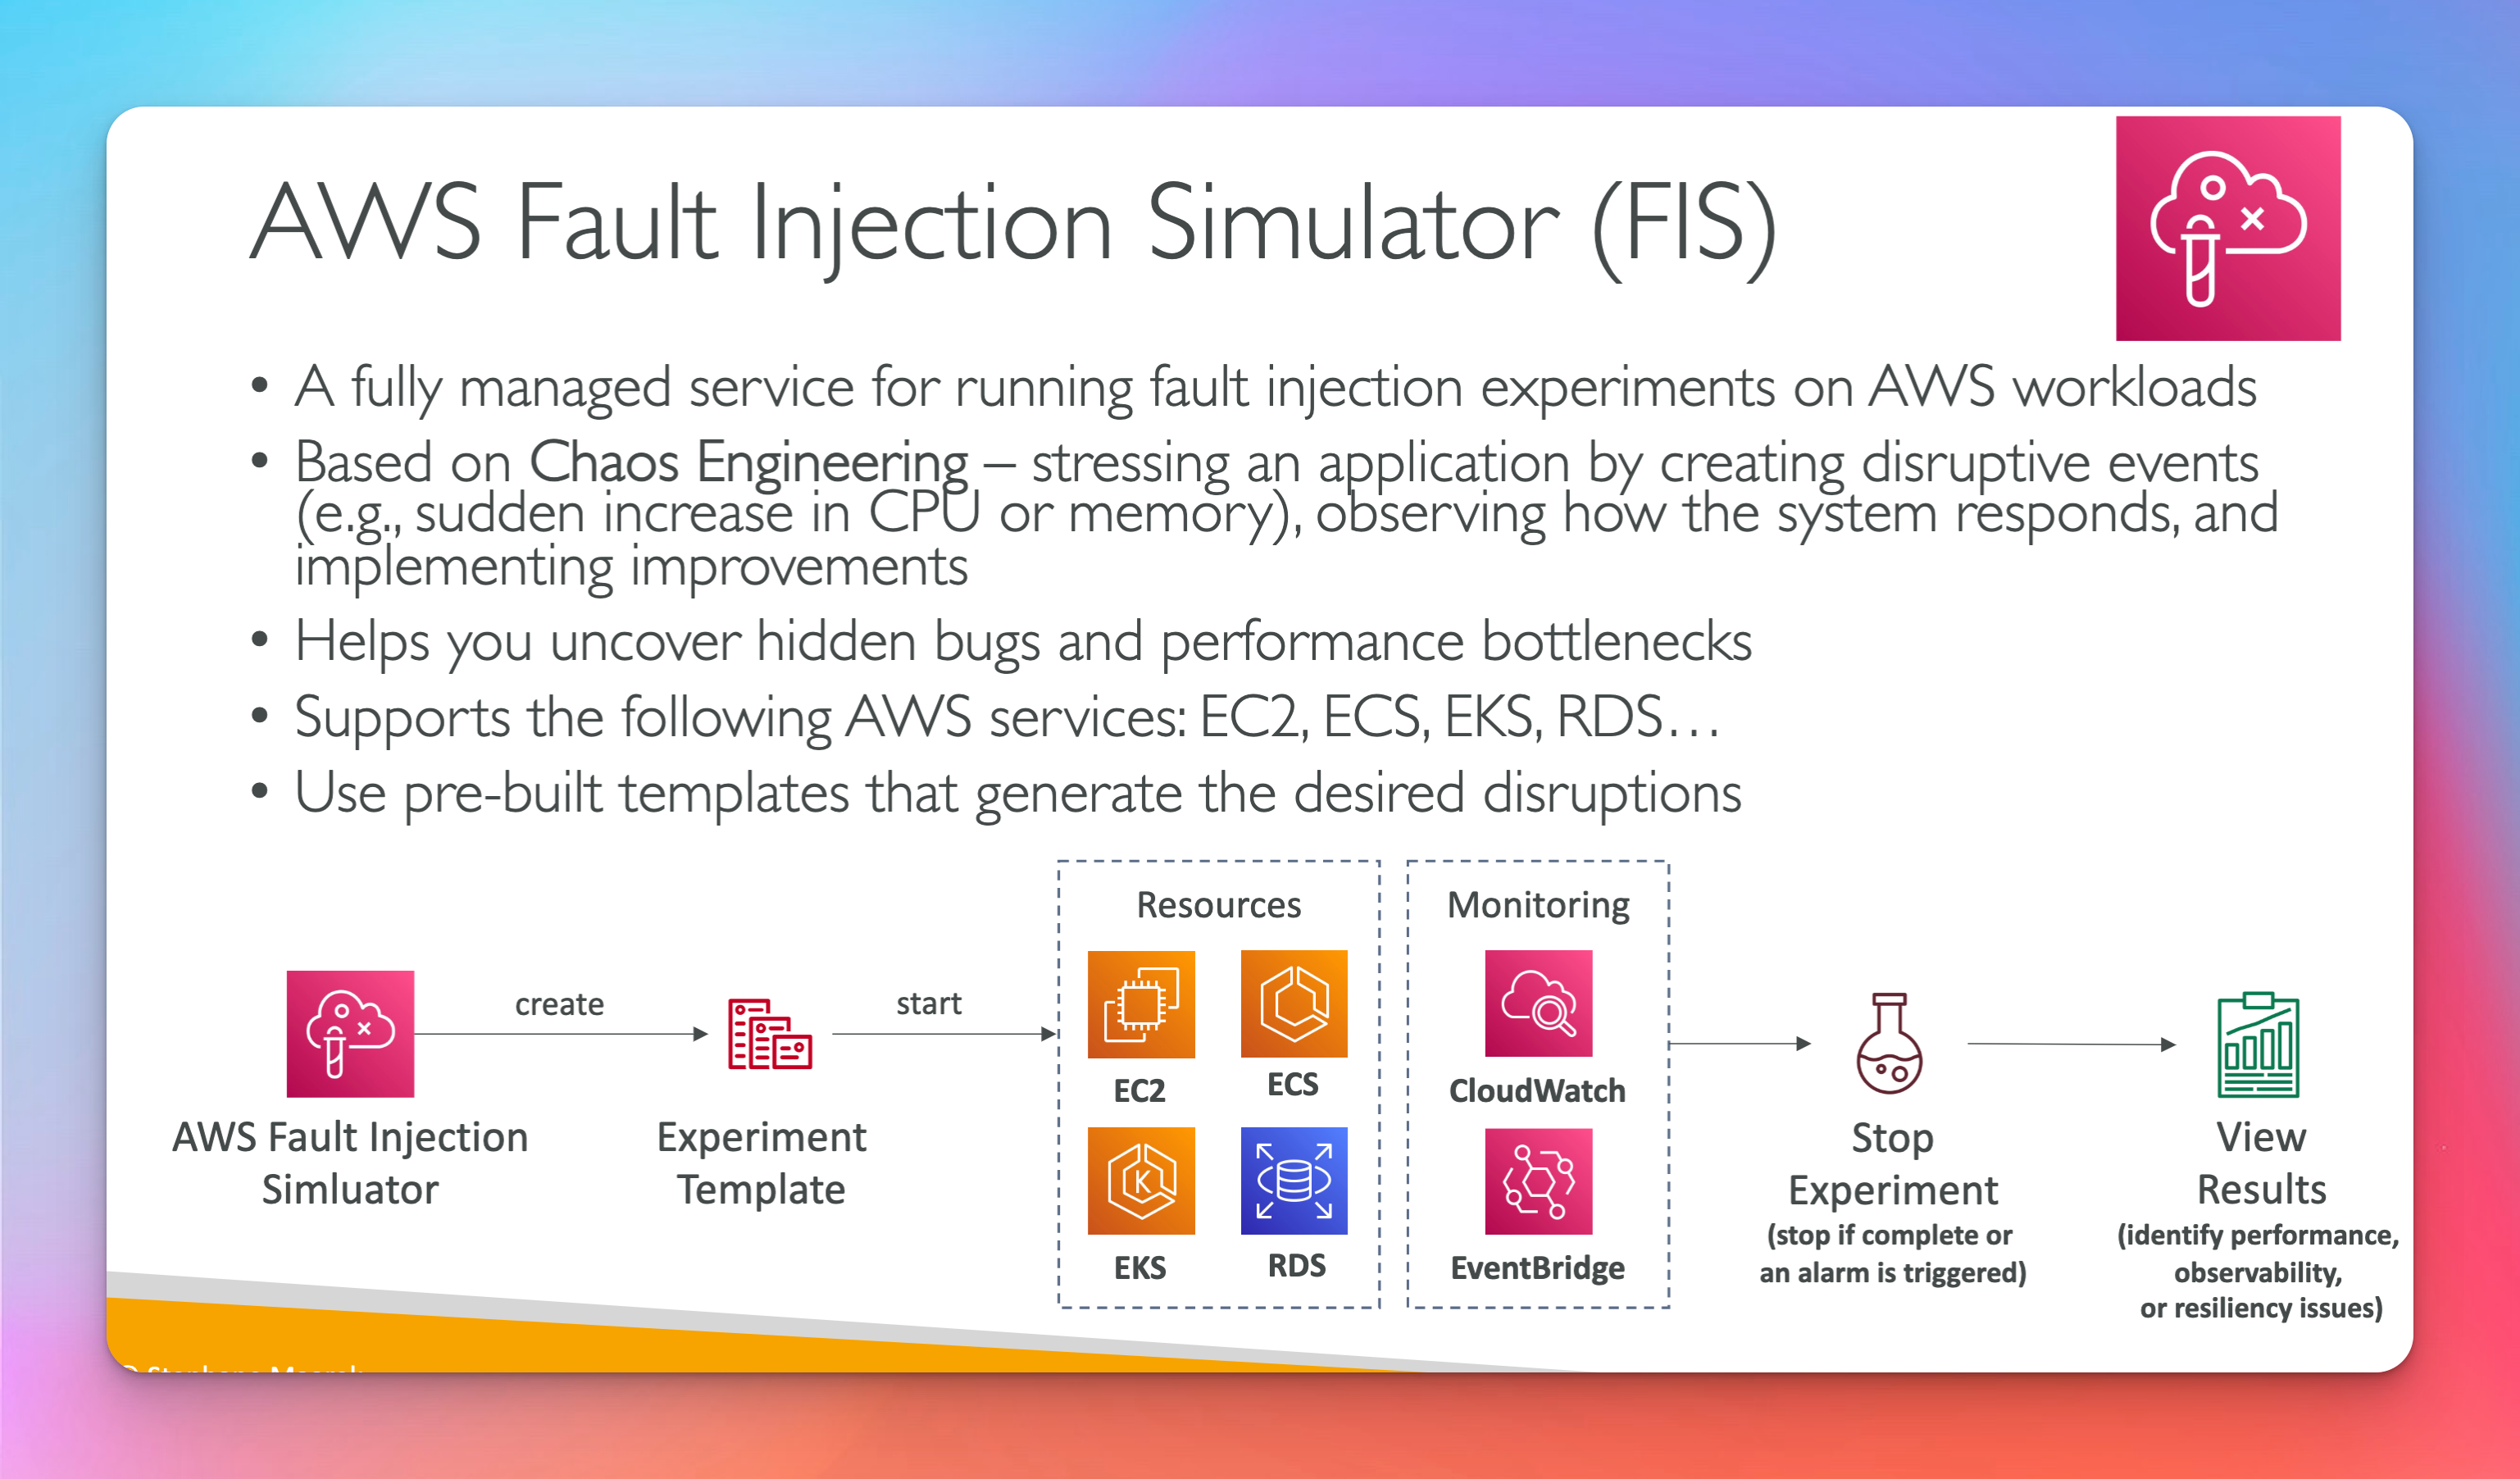 AWS Fault Injection Simulator (FIS)
• A fully managed service for running fault injection experiments on AWS workloads
• Based on Chaos Engineering – stressing an application by creating disruptive events
(e.g., sudden increase in CPU or memory), observing how the system responds, and
implementing improvements
• Helps you uncover hidden bugs and performance bottlenecks
• Supports the following AWS services: EC2, ECS, EKS, RDS…
• Use pre-built templates that generate the desired disruptions
AWS Fault Injection
Simluator
create
Experiment
Template
start
Resources
EC2
ECS
EKS
K
RDS
Monitoring
CloudWatch
EventBridge
Stop
Experiment
(stop if complete or
an alarm is triggered)
View
Results
(identify performance,
observability,
or resiliency issues)